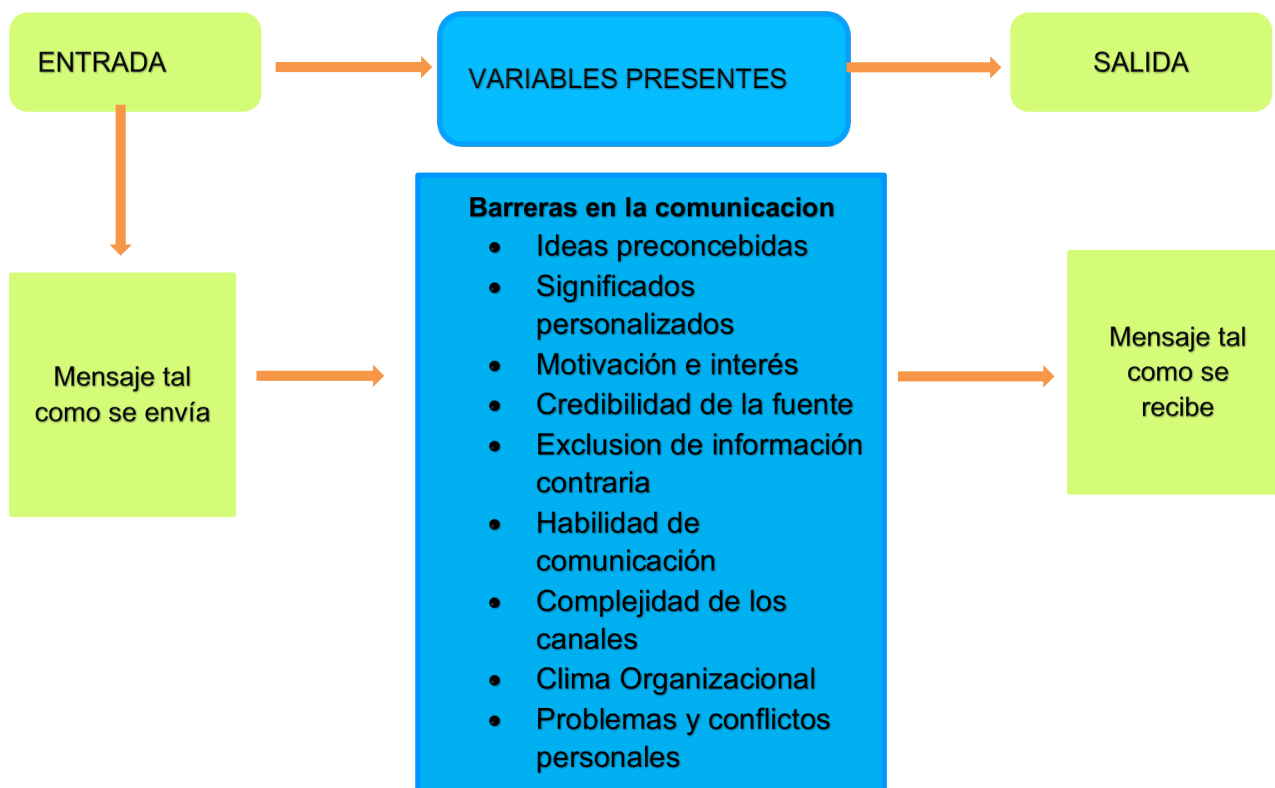 ENTRADA
VARIABLES PRESENTES
SALIDA
Mensaje tal
como se envía
Barreras en la comunicacion
• Ideas preconcebidas
• Significados
personalizados
• Motivación e interés
• Credibilidad de la fuente
• Exclusion de información
contraria
• Habilidad de
comunicación
• Complejidad de los
canales
• Clima Organizacional
• Problemas y conflictos
personales
Mensaje tal
como se
recibe